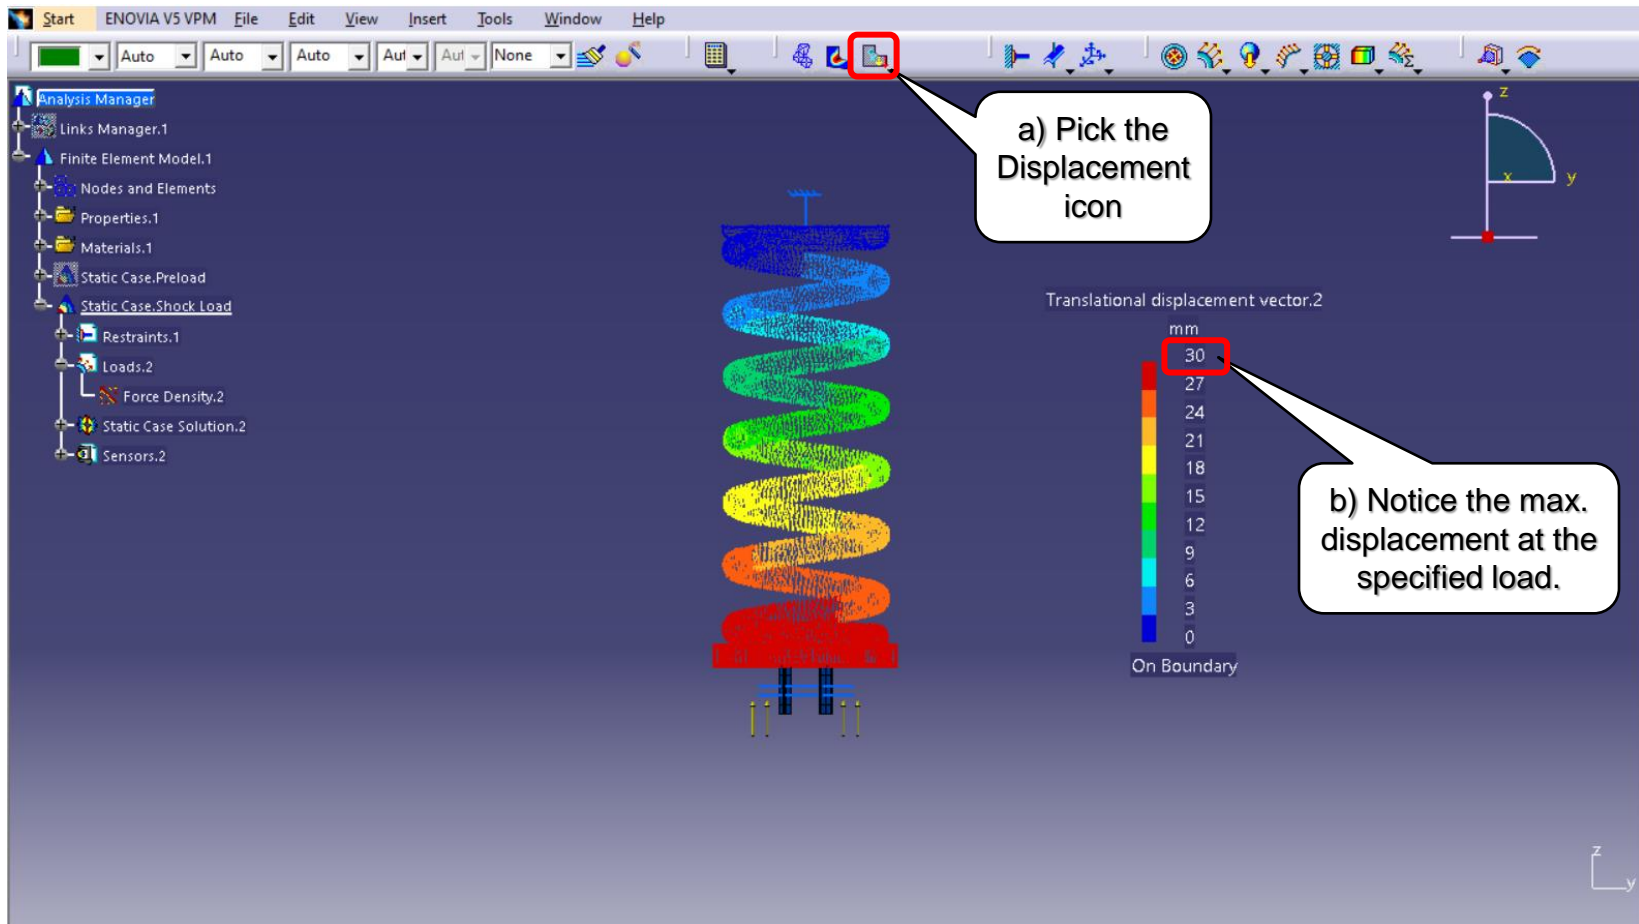 Start ENOVIA V5 VPM File Edit View Insert Tools Window Help
Auto Auto Auto Aut Aut None
Analysis Manager
Links Manager.1
Finite Element Model.1
Nodes and Elements
Properties.1
Materials.1
Static Case.Preload
Static Case.Shock Load
Restraints.1
Loads.2
Force Density.2
Static Case Solution.2
Sensors.2
a) Pick the
Displacement
icon
z
x
y
Translational displacement vector.2
mm
30
27
24
21
18
15
12
9
6
3
0
On Boundary
b) Notice the max.
displacement at the
specified load.
z
y